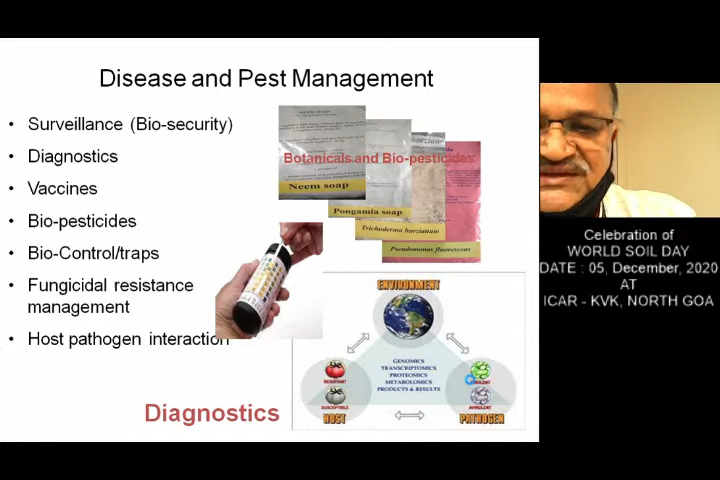 Disease and Pest Management
• Surveillance (Bio-security)
• Diagnostics
• Vaccines
• Bio-pesticides
• Bio-Control/traps
• Fungicidal resistance
management
• Host pathogen interaction
NEEM SOAP
Botanicals and Bio-pesticides
Neem soap
Pongamia soap
Trichoderma harzianum
Pseudomonas fluorescens
ENVIRONMENT
GENOMICS
TRANSCRIPTOMICS
PROTEOMICS
METABOLOMICS
PRODUCTS & RESULTS
RESISTANT
SUSCEPTIBLE
HOST
VIRULENT
AVIRULENT
PATHOGEN
Diagnostics
Celebration of
WORLD SOIL DAY
DATE : 05, December, 2020
AT
ICAR - KVK, NORTH GOA